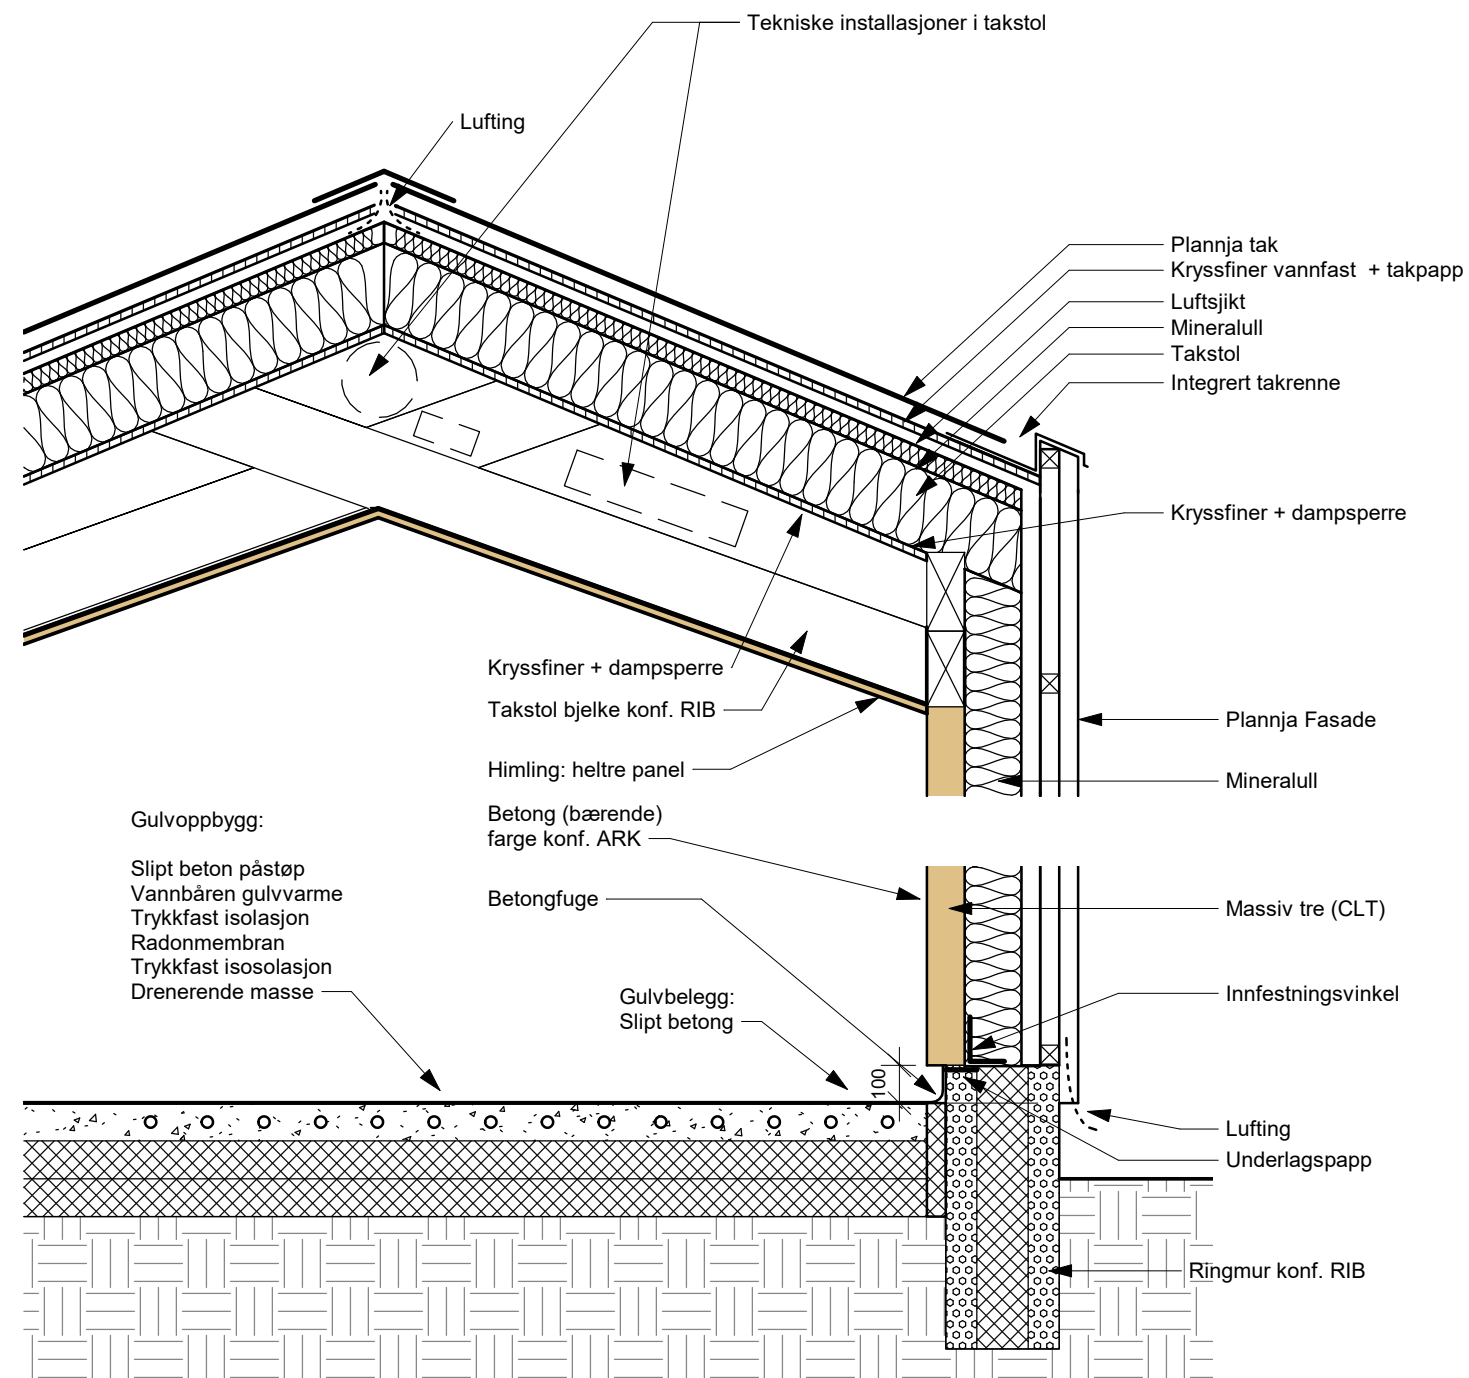 Tekniske installasjoner i takstol
Lufting
Plannja tak
Kryssfiner vannfast + takpapp
Luftsjikt
Mineralull
Takstol
Integrert takrenne
Kryssfiner + dampsperre
Kryssfiner + dampsperre
Takstol bjelke konf. RIB
Himling: heltre panel
Betong (bærende)
farge konf. ARK
Betongfuge
Plannja Fasade
Mineralull
Massiv tre (CLT)
Innfestningsvinkel
Gulvoppbygg:
Slipt beton påstøp
Vannbåren gulvvarme
Trykkfast isolasjon
Radonmembran
Trykkfast isosolasjon
Drenerende masse
Gulvbelegg:
Slipt betong
100
Lufting
Underlagspapp
Ringmur konf. RIB